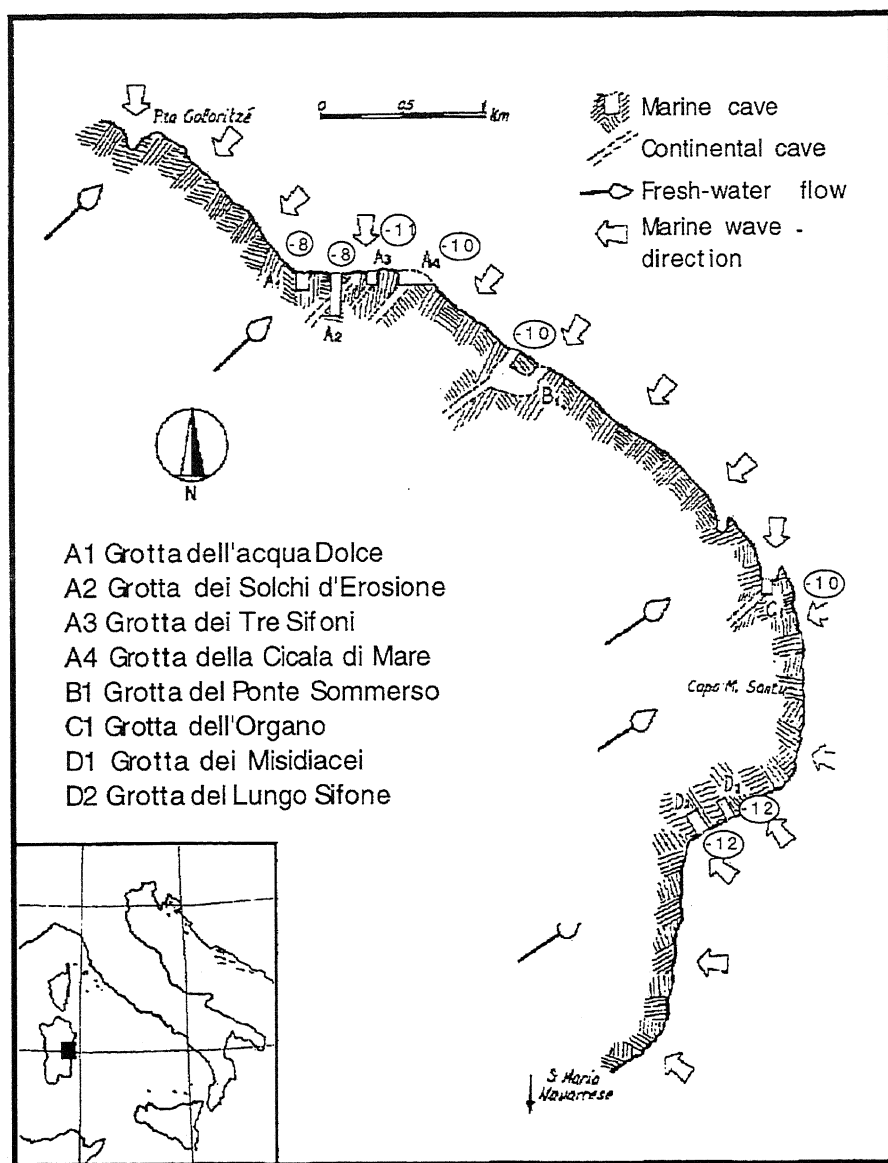 P.ta Goloritzé
0 0.5 1
Km
Marine cave
Continental cave
Fresh-water flow
Marine wave -
direction
-8
-8
-11
-10
A1
A2
A3
A4
-10
B1
N
A1 Grotta dell'acqua Dolce
A2 Grotta dei Solchi d'Erosione
A3 Grotta dei Tre Sifoni
A4 Grotta della Cicala di Mare
B1 Grotta del Ponte Sommerso
C1 Grotta dell'Organo
D1 Grotta dei Misidiacei
D2 Grotta del Lungo Sifone
-10
C1
Capo M. Santu
D2
D1
-12
-12
S. Maria
Navarrese